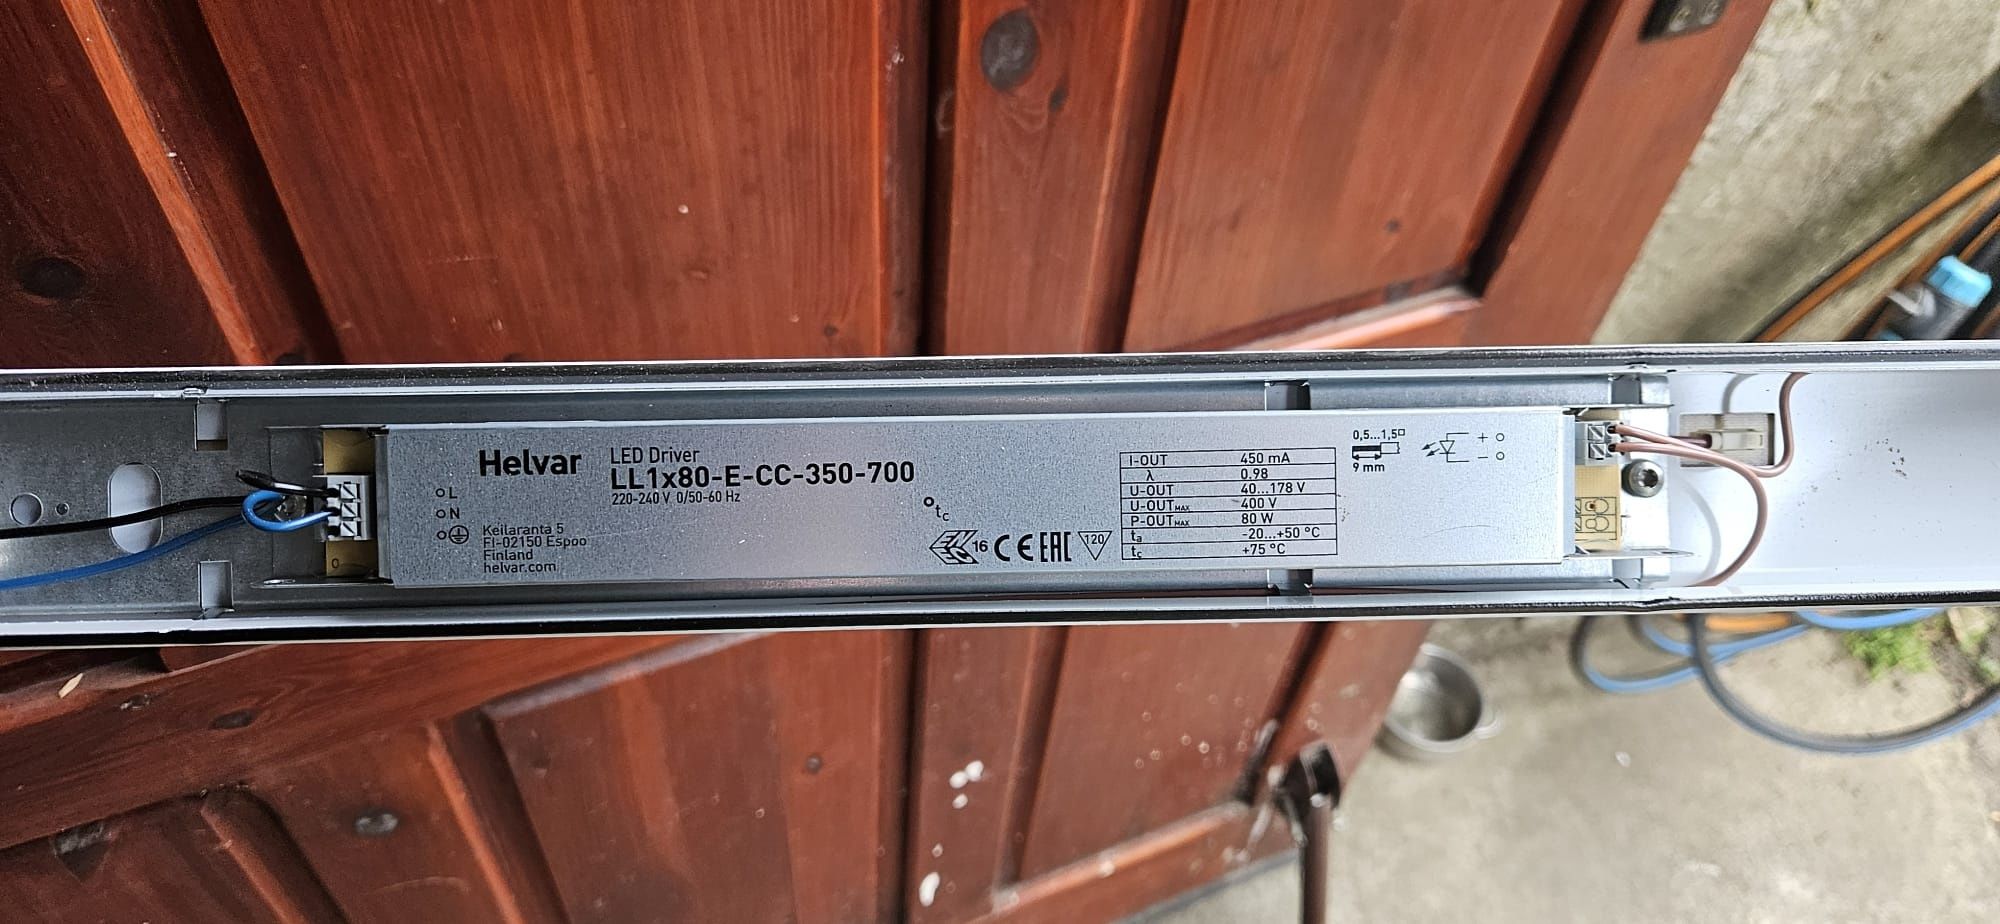 Helvar
LED Driver
LL1x80-E-CC-350-700
220-240 V 0/50-60 Hz
L
N
Keilaranta 5
FI-02150 Espoo
Finland
helvar.com
tc
16 CE EAC 120
I-OUT 450 mA
λ 0.98
U-OUT 40...178 V
U-OUTMAX 400 V
P-OUTMAX 80 W
ta -20...+50 °C
tc +75 °C
0,5...1,5
9 mm
+
-